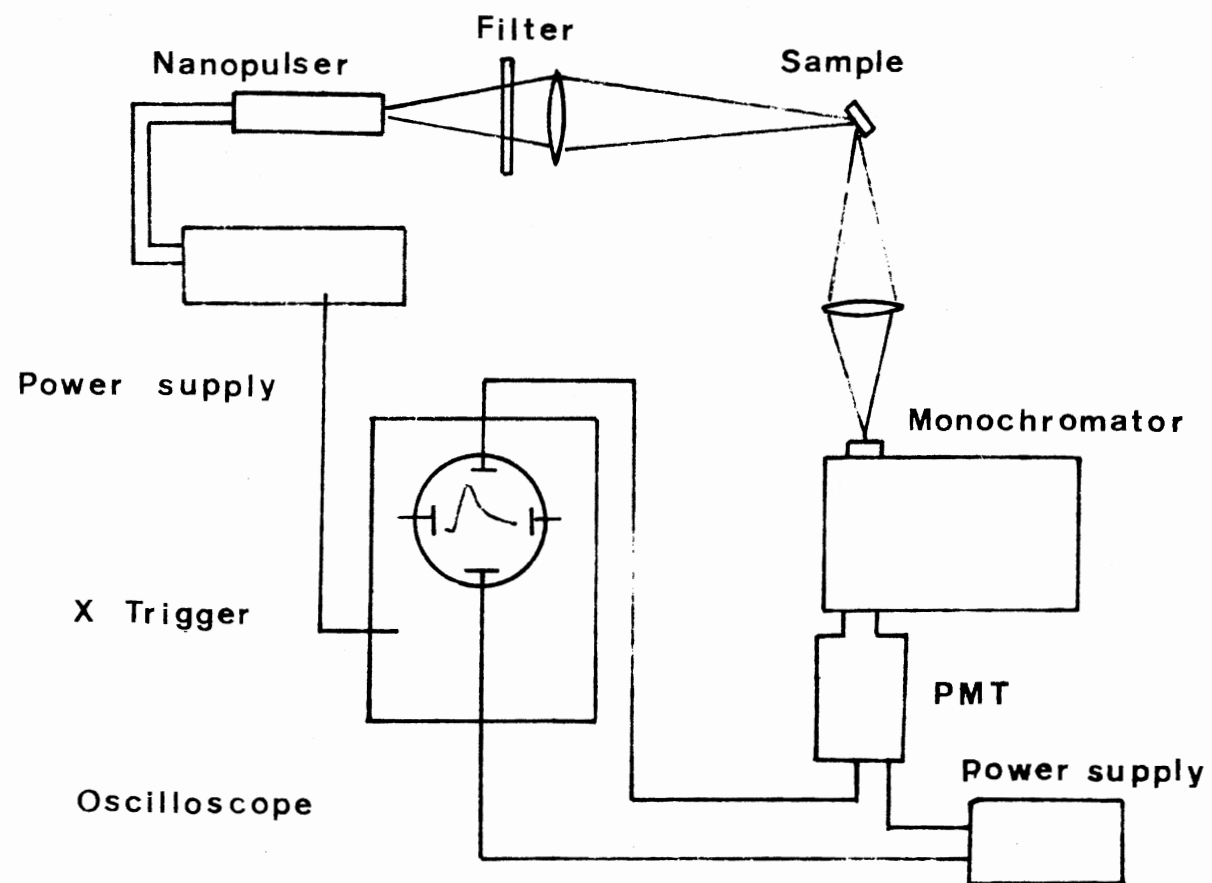 Filter
Nanopulser
Sample
Power supply
Monochromator
X Trigger
PMT
Power supply
Oscilloscope